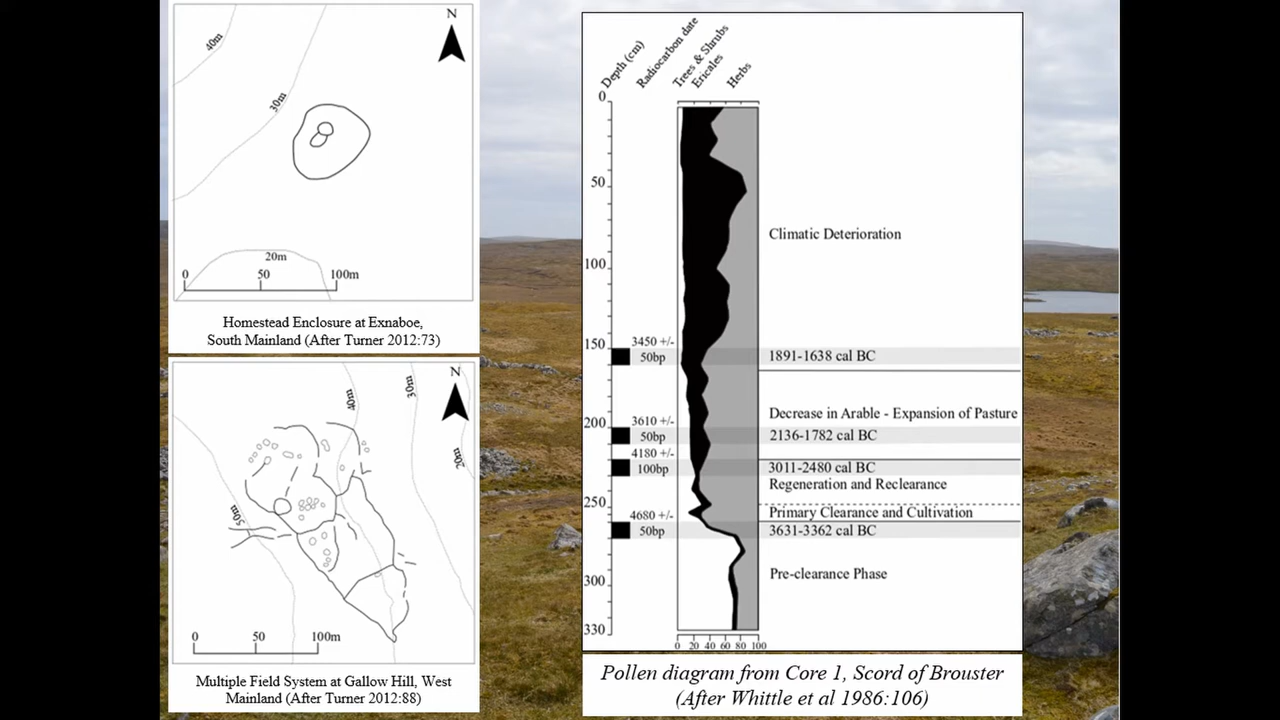 N
40m
30m
20m
0 50 100m
Homestead Enclosure at Exnaboe,
South Mainland (After Turner 2012:73)
N
40m
30m
20m
50m
0 50 100m
Multiple Field System at Gallow Hill, West
Mainland (After Turner 2012:88)
Depth (cm)
Radiocarbon date
Trees & Shrubs
Ericales
Herbs
0
50
100
Climatic Deterioration
150
3450 +/-
50bp
1891-1638 cal BC
Decrease in Arable - Expansion of Pasture
200
3610 +/-
50bp
2136-1782 cal BC
4180 +/-
100bp
3011-2480 cal BC
Regeneration and Reclearance
250
4680 +/-
50bp
Primary Clearance and Cultivation
3631-3362 cal BC
Pre-clearance Phase
300
330
0 20 40 60 80 100
Pollen diagram from Core 1, Scord of Brouster
(After Whittle et al 1986:106)